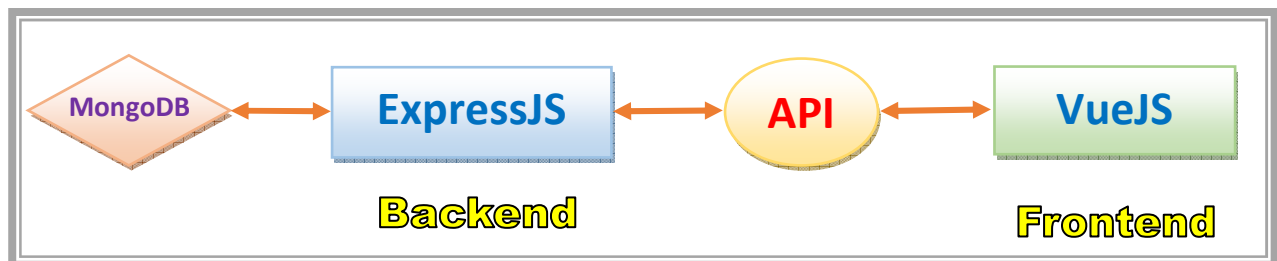 MongoDB
ExpressJS
API
VueJS
Backend
Frontend